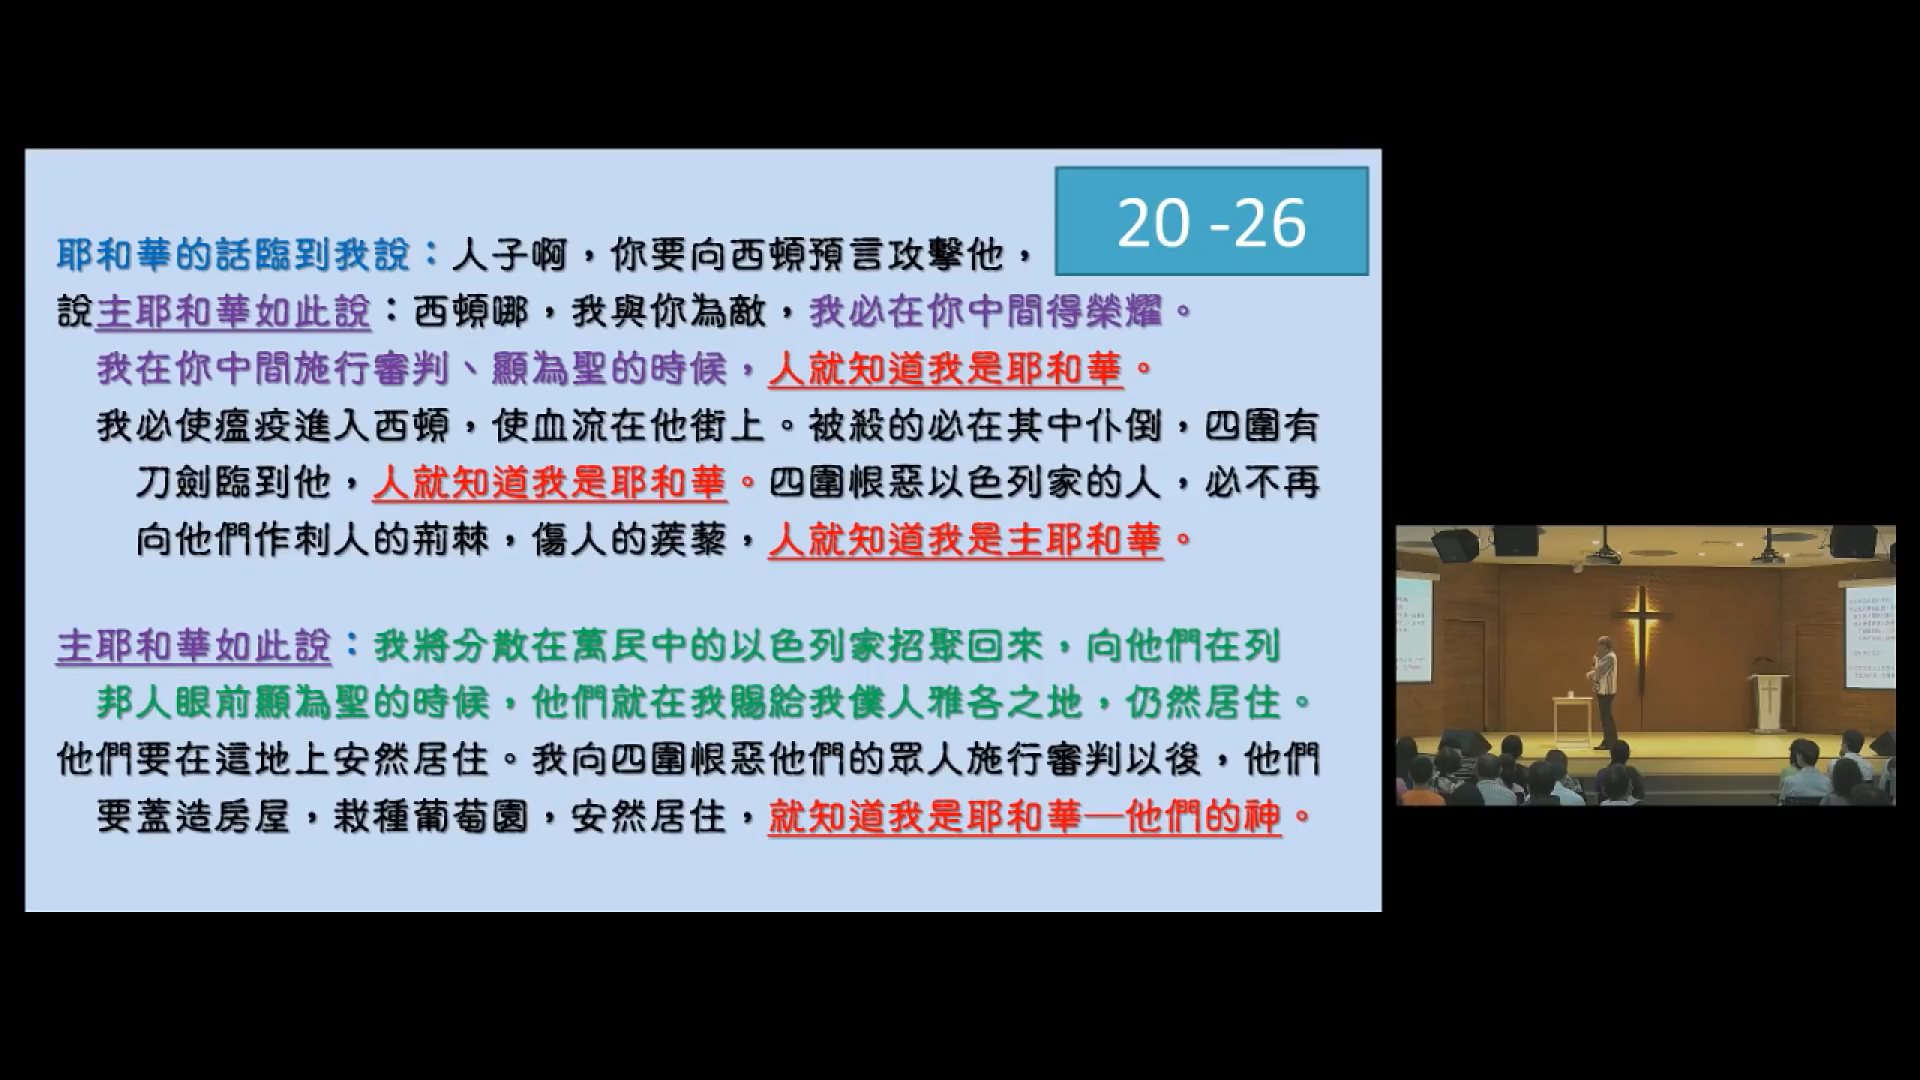 20 -26
耶和華的話臨到我說：人子啊，你要向西頓預言攻擊他，
說主耶和華如此說：西頓哪，我與你為敵，我必在你中間得榮耀。
我在你中間施行審判、顯為聖的時候，人就知道我是耶和華。
我必使瘟疫進入西頓，使血流在他街上。被殺的必在其中仆倒，四圍有
刀劍臨到他，人就知道我是耶和華。四圍恨惡以色列家的人，必不再
向他們作刺人的荊棘，傷人的蒺藜，人就知道我是主耶和華。
主耶和華如此說：我將分散在萬民中的以色列家招聚回來，向他們在列
邦人眼前顯為聖的時候，他們就在我賜給我僕人雅各之地，仍然居住。
他們要在這地上安然居住。我向四圍恨惡他們的眾人施行審判以後，他們
要蓋造房屋，栽種葡萄園，安然居住，就知道我是耶和華─他們的神。